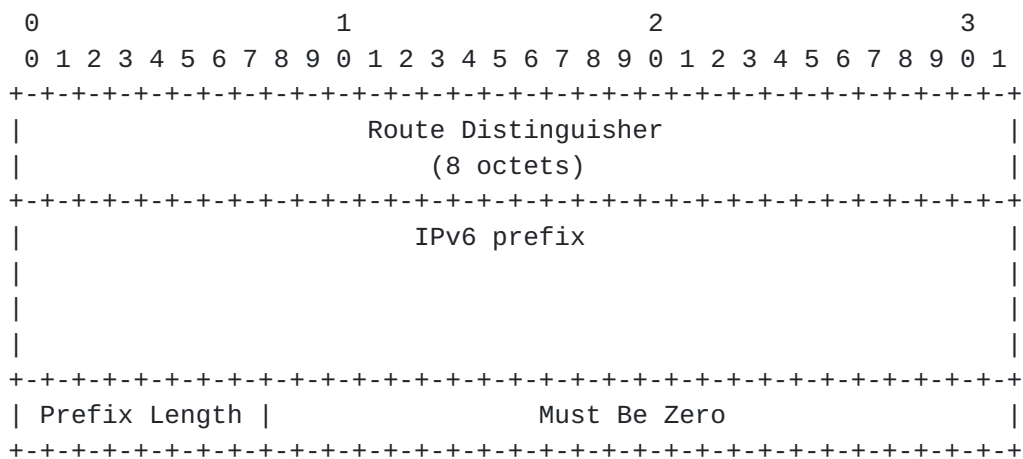 0                   1                   2                   3
 0 1 2 3 4 5 6 7 8 9 0 1 2 3 4 5 6 7 8 9 0 1 2 3 4 5 6 7 8 9 0 1
+-+-+-+-+-+-+-+-+-+-+-+-+-+-+-+-+-+-+-+-+-+-+-+-+-+-+-+-+-+-+-+-+
|                      Route Distinguisher                      |
|                          (8 octets)                           |
+-+-+-+-+-+-+-+-+-+-+-+-+-+-+-+-+-+-+-+-+-+-+-+-+-+-+-+-+-+-+-+-+
|                         IPv6 prefix                           |
|                                                               |
|                                                               |
|                                                               |
+-+-+-+-+-+-+-+-+-+-+-+-+-+-+-+-+-+-+-+-+-+-+-+-+-+-+-+-+-+-+-+-+
| Prefix Length |                 Must Be Zero                  |
+-+-+-+-+-+-+-+-+-+-+-+-+-+-+-+-+-+-+-+-+-+-+-+-+-+-+-+-+-+-+-+-+